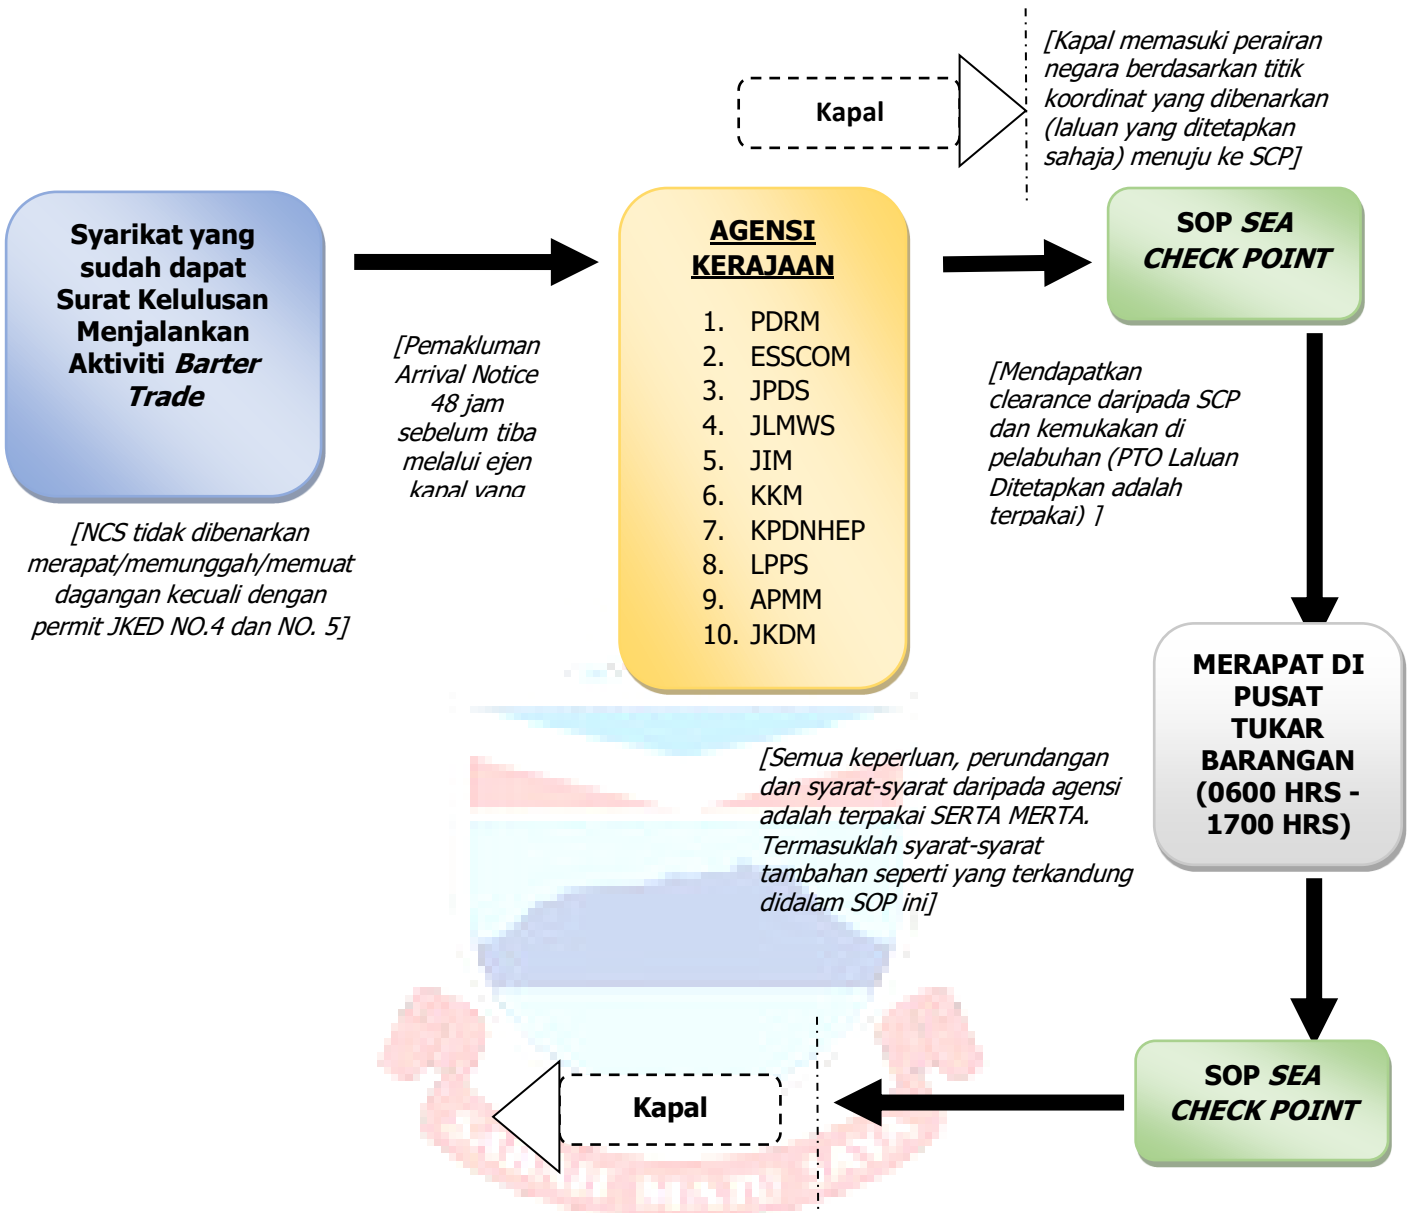 Kapal
[Kapal memasuki perairan
negara berdasarkan titik
koordinat yang dibenarkan
(laluan yang ditetapkan
sahaja) menuju ke SCP]
Syarikat yang
sudah dapat
Surat Kelulusan
Menjalankan
Aktiviti Barter
Trade
[NCS tidak dibenarkan
merapat/memunggah/memuat
dagangan kecuali dengan
permit JKED NO.4 dan NO. 5]
[Pemakluman
Arrival Notice
48 jam
sebelum tiba
melalui ejen
kapal yang
AGENSI
KERAJAAN
1. PDRM
2. ESSCOM
3. JPDS
4. JLMWS
5. JIM
6. KKM
7. KPDNHEP
8. LPPS
9. APMM
10. JKDM
SOP SEA
CHECK POINT
[Mendapatkan
clearance daripada SCP
dan kemukakan di
pelabuhan (PTO Laluan
Ditetapkan adalah
terpakai) ]
MERAPAT DI
PUSAT
TUKAR
BARANGAN
(0600 HRS -
1700 HRS)
[Semua keperluan, perundangan
dan syarat-syarat daripada agensi
adalah terpakai SERTA MERTA.
Termasuklah syarat-syarat
tambahan seperti yang terkandung
didalam SOP ini]
SOP SEA
CHECK POINT
Kapal